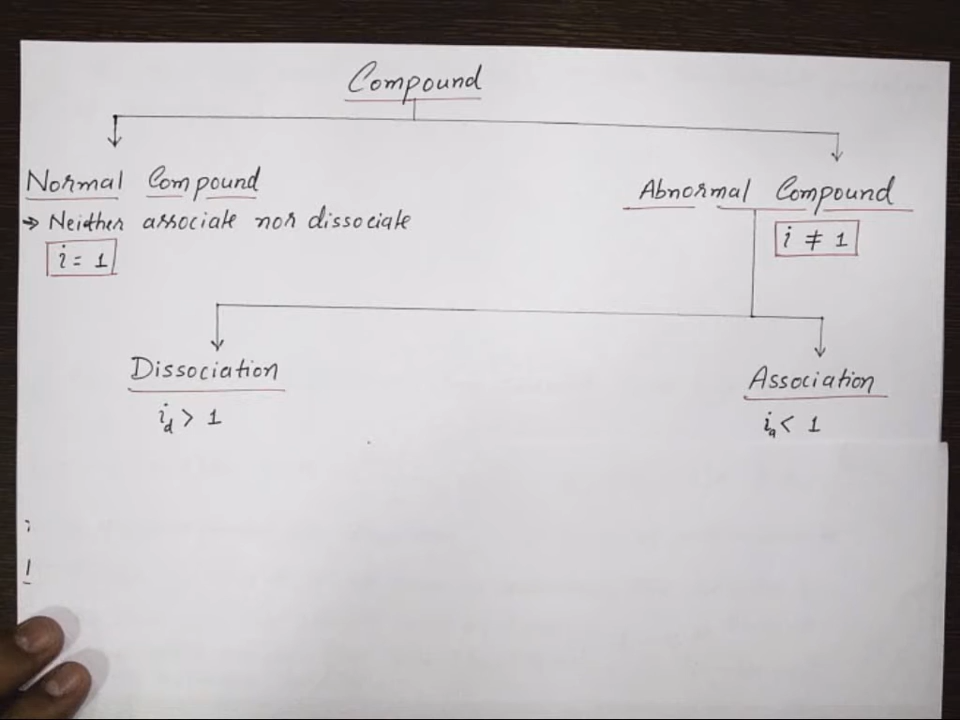 Compound
Normal Compound
→ Neither associate nor dissociate
i = 1
Abnormal Compound
i ≠ 1
Dissociation
i_d > 1
Association
i_a < 1